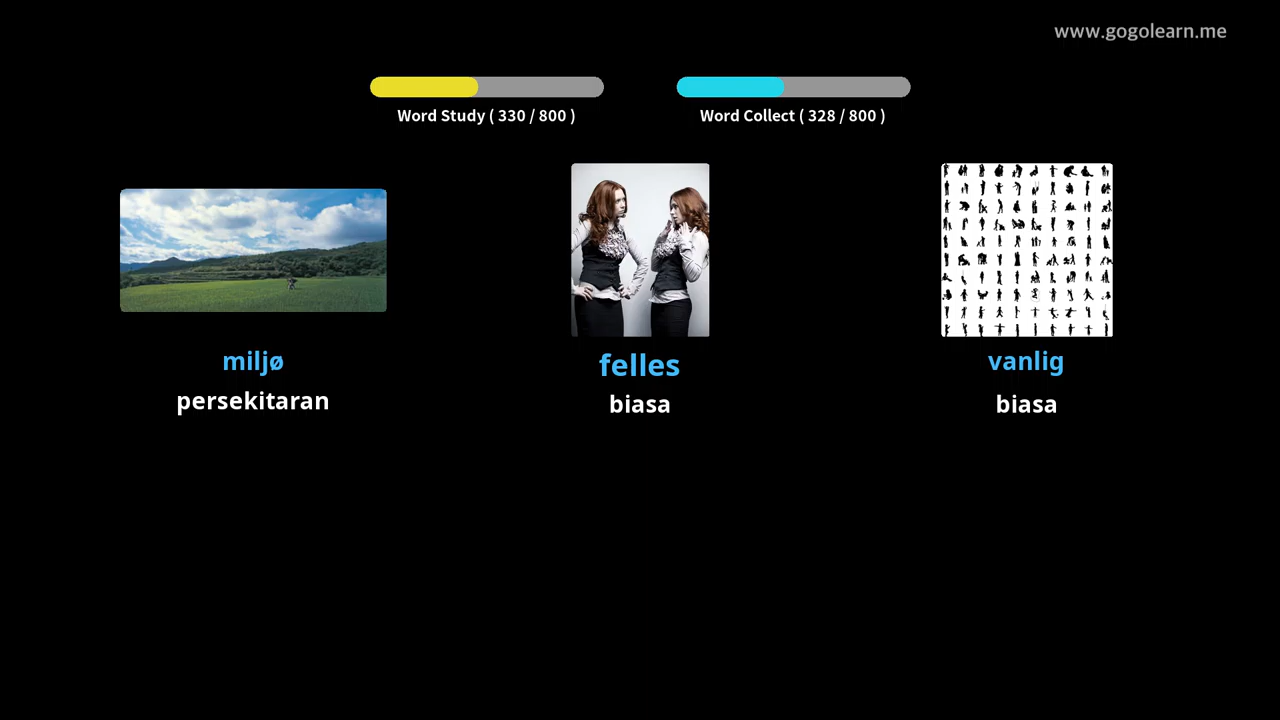 www.gogolearn.me
Word Study ( 330 / 800 )
Word Collect ( 328 / 800 )
miljø
felles
vanlig
persekitaran
biasa
biasa